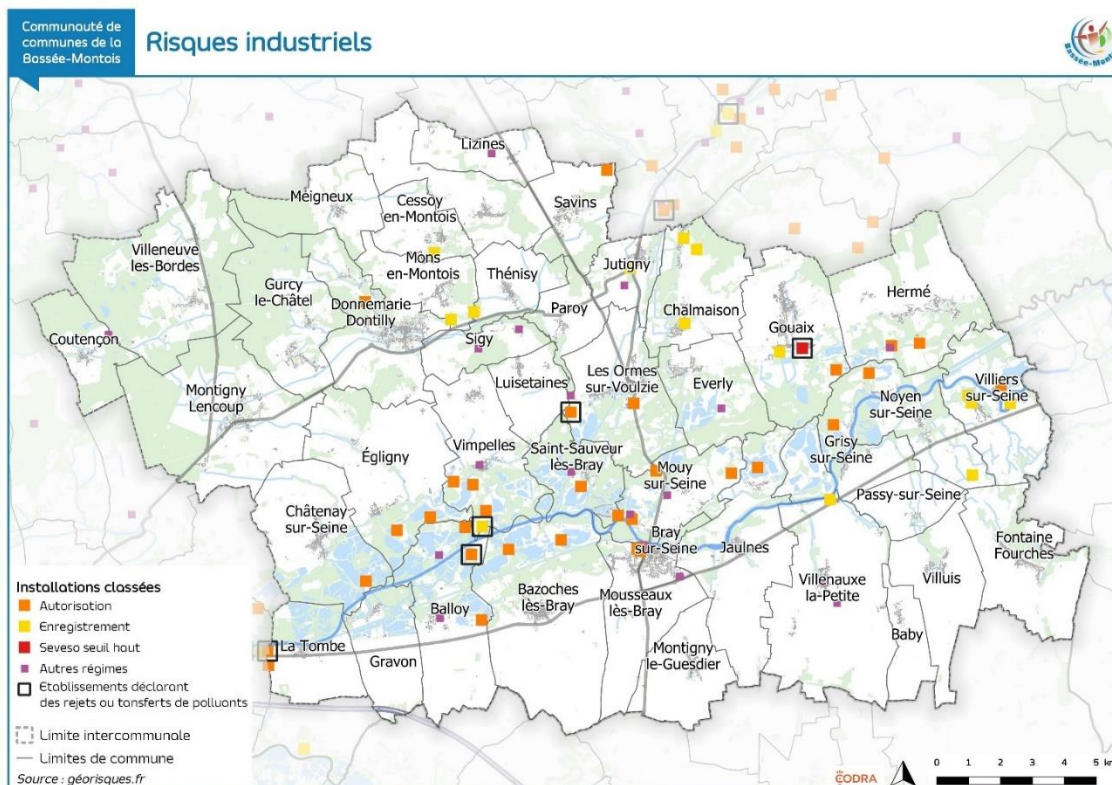 Communauté de
communes de la
Bassée-Montois
Risques industriels
Lizines
Meigneux
Cessoy
en-Montois
Savins
Villeneuve
les-Bordes
Mons
en-Montois
Thénisy
Jutigny
Gurcy
le-Châtel
Donnemarie
Dontilly
Paroy
Chalmaison
Hermé
Gouaix
Coutençon
Sigy
Luisetaines
Les Ormes
sur-Voulzie
Everly
Montigny
Lencoup
Noyen
sur-Seine
Villiers
sur-Seine
Vimpelles
Saint-Sauveur
lès-Bray
Grisy
sur-Seine
Égligny
Mouy
sur-Seine
Passy-sur-Seine
Châtenay
sur-Seine
Bray
sur-Seine
Jaulnes
Fontaine
Fourches
Villenauxe
la-Petite
Villuis
Bazoches
lès-Bray
Mousseaux
lès-Bray
Balloy
Baby
La Tombe
Gravon
Montigny
le-Guesdier
Installations classées
Autorisation
Enregistrement
Seveso seuil haut
Autres régimes
Etablissements déclarant
des rejets ou tansferts de polluants
Limite intercommunale
Limites de commune
Source : géorisques.fr
CODRA
0 1 2 3 4 5